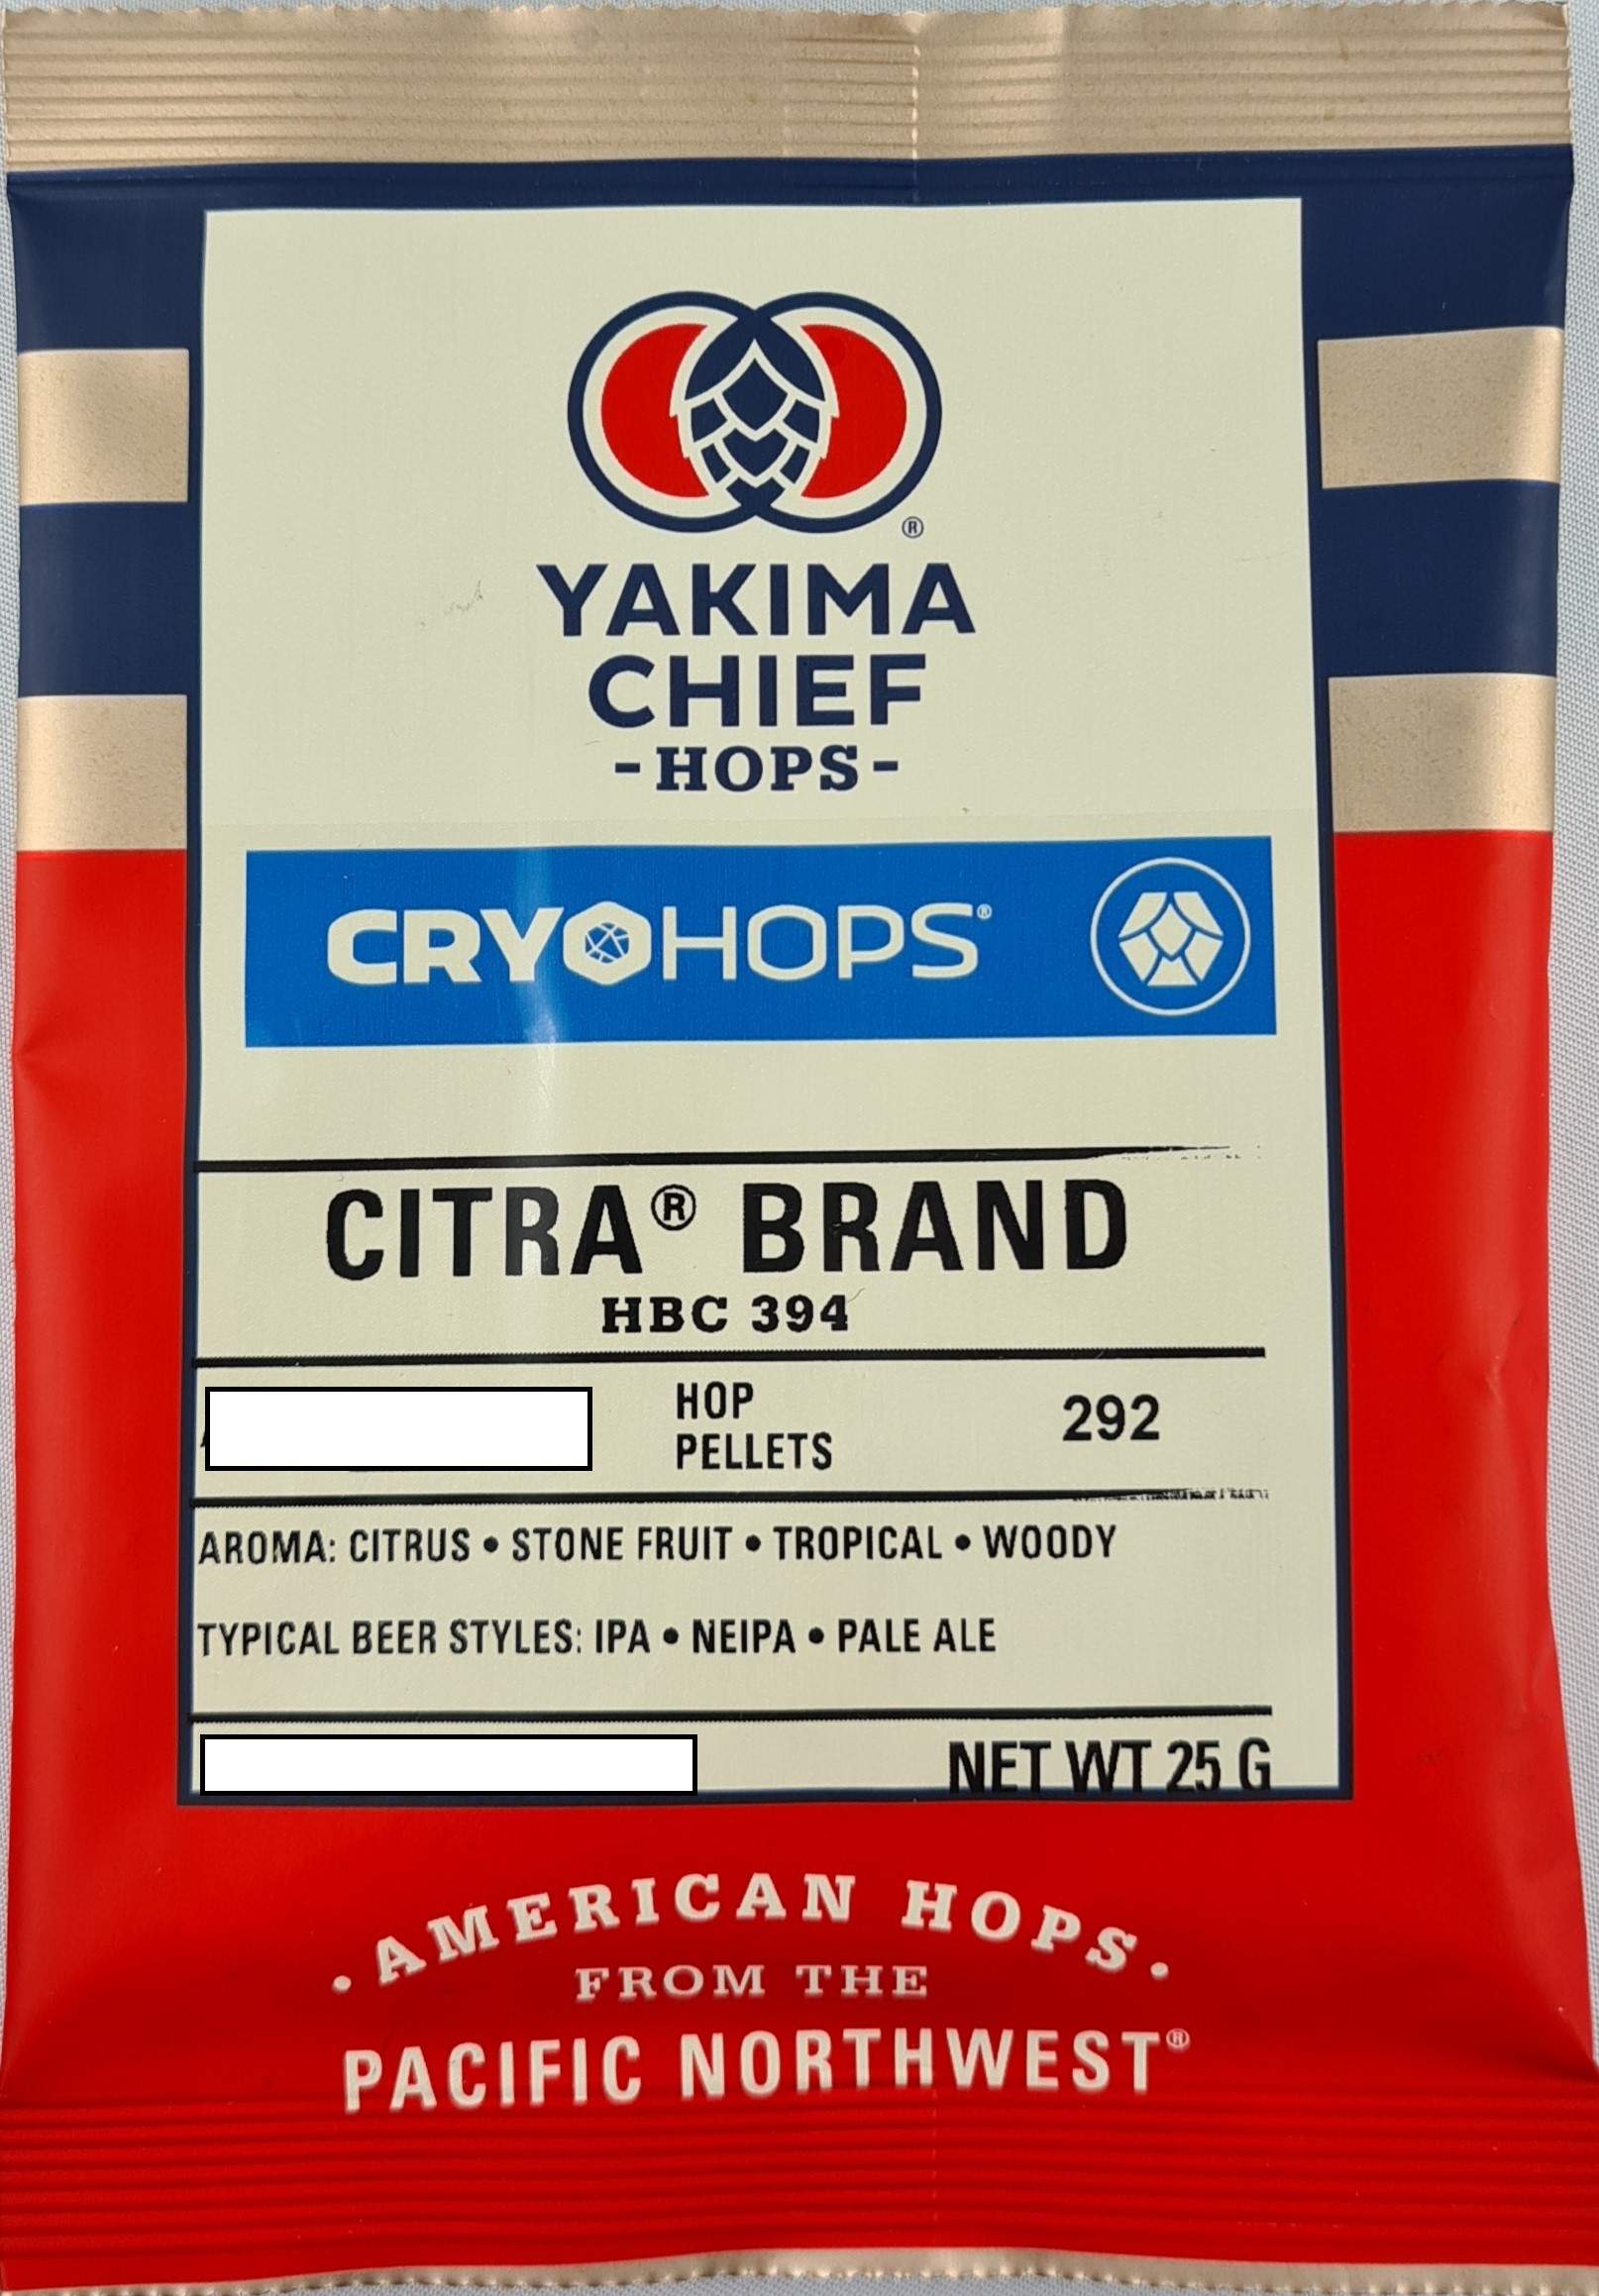 ®
YAKIMA
CHIEF
-HOPS-
CRYOHOPS®
CITRA® BRAND
HBC 394
HOP
PELLETS
292
AROMA: CITRUS • STONE FRUIT • TROPICAL • WOODY
TYPICAL BEER STYLES: IPA • NEIPA • PALE ALE
NET WT 25 G
• AMERICAN HOPS •
FROM THE
PACIFIC NORTHWEST®